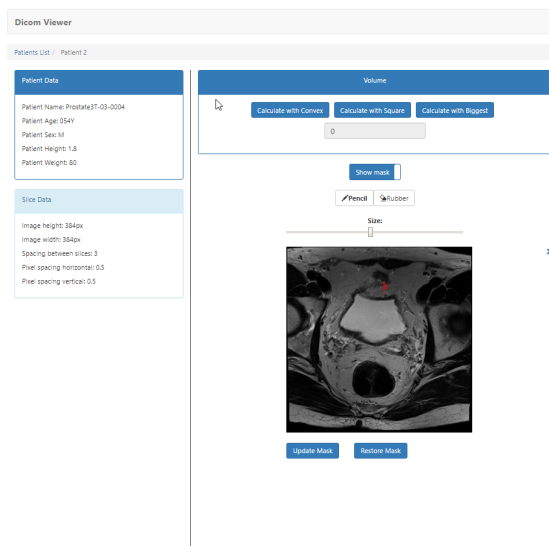 Dicom Viewer
Patients List / Patient 2
Patient Data
Patient Name: Prostate3T-03-0004
Patient Age: 054Y
Patient Sex: M
Patient Height: 1.8
Patient Weight: 80
Slice Data
Image height: 384px
Image width: 384px
Spacing between slices: 3
Pixel spacing horizontal: 0.5
Pixel spacing vertical: 0.5
Volume
Calculate with Convex Calculate with Square Calculate with Biggest
0
Show mask
Pencil Rubber
Size:
Update Mask Restore Mask